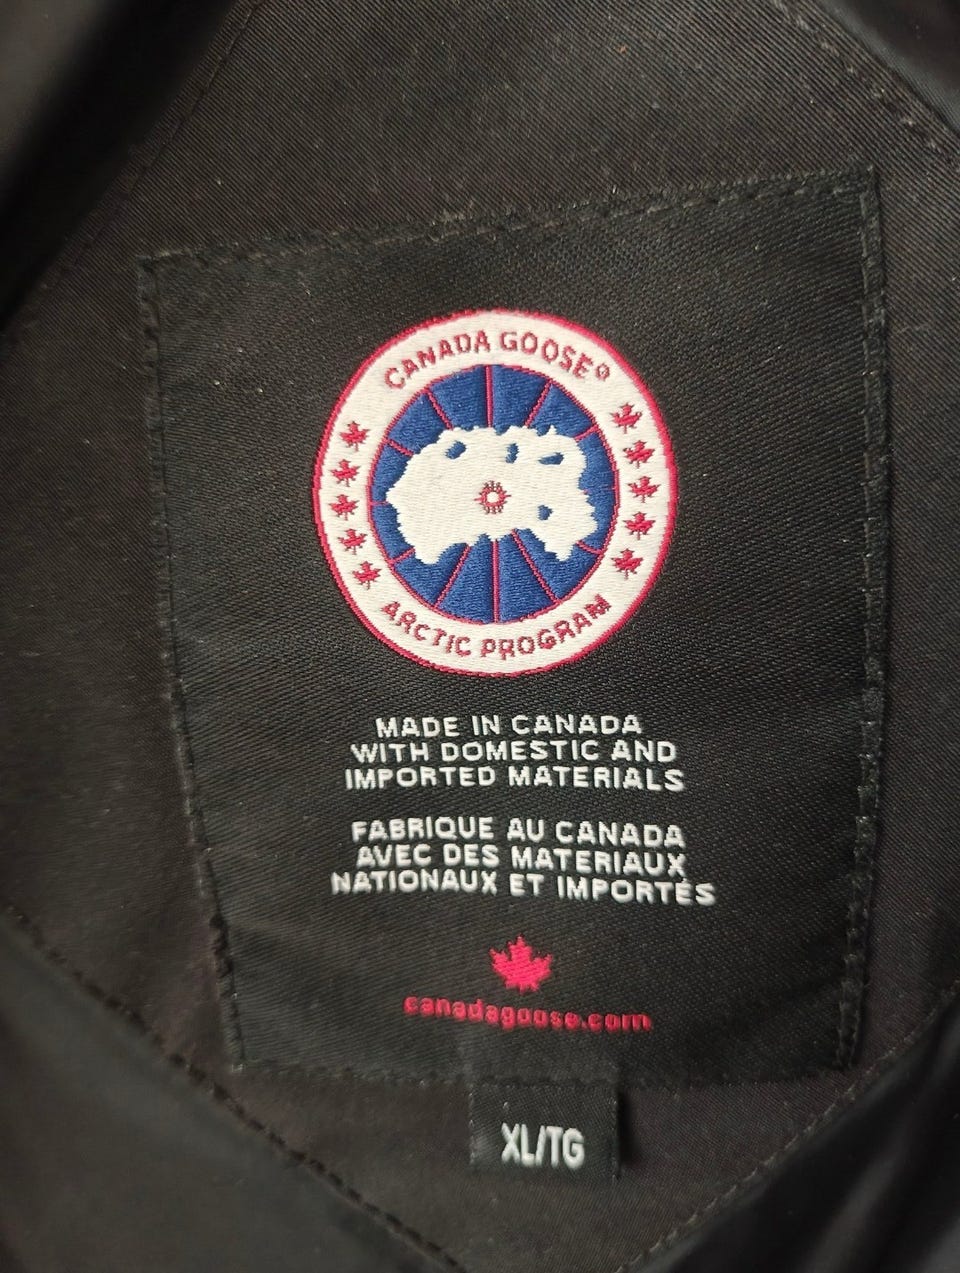 CANADA GOOSE®
ARCTIC PROGRAM
MADE IN CANADA
WITH DOMESTIC AND
IMPORTED MATERIALS
FABRIQUE AU CANADA
AVEC DES MATERIAUX
NATIONAUX ET IMPORTÉS
canadagoose.com
XL/TG